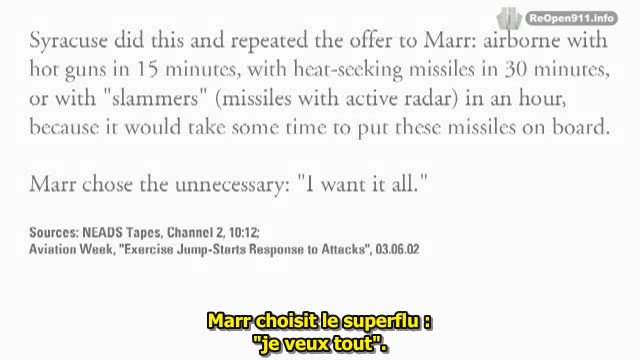 ReOpen911.info
Syracuse did this and repeated the offer to Marr: airborne with
hot guns in 15 minutes, with heat-seeking missiles in 30 minutes,
or with "slammers" (missiles with active radar) in an hour,
because it would take some time to put these missiles on board.
Marr chose the unnecessary: "I want it all."
Sources: NEADS Tapes, Channel 2, 10:12;
Aviation Week, "Exercise Jump-Starts Response to Attacks", 03.06.02
Marr choisit le superflu :
"je veux tout".